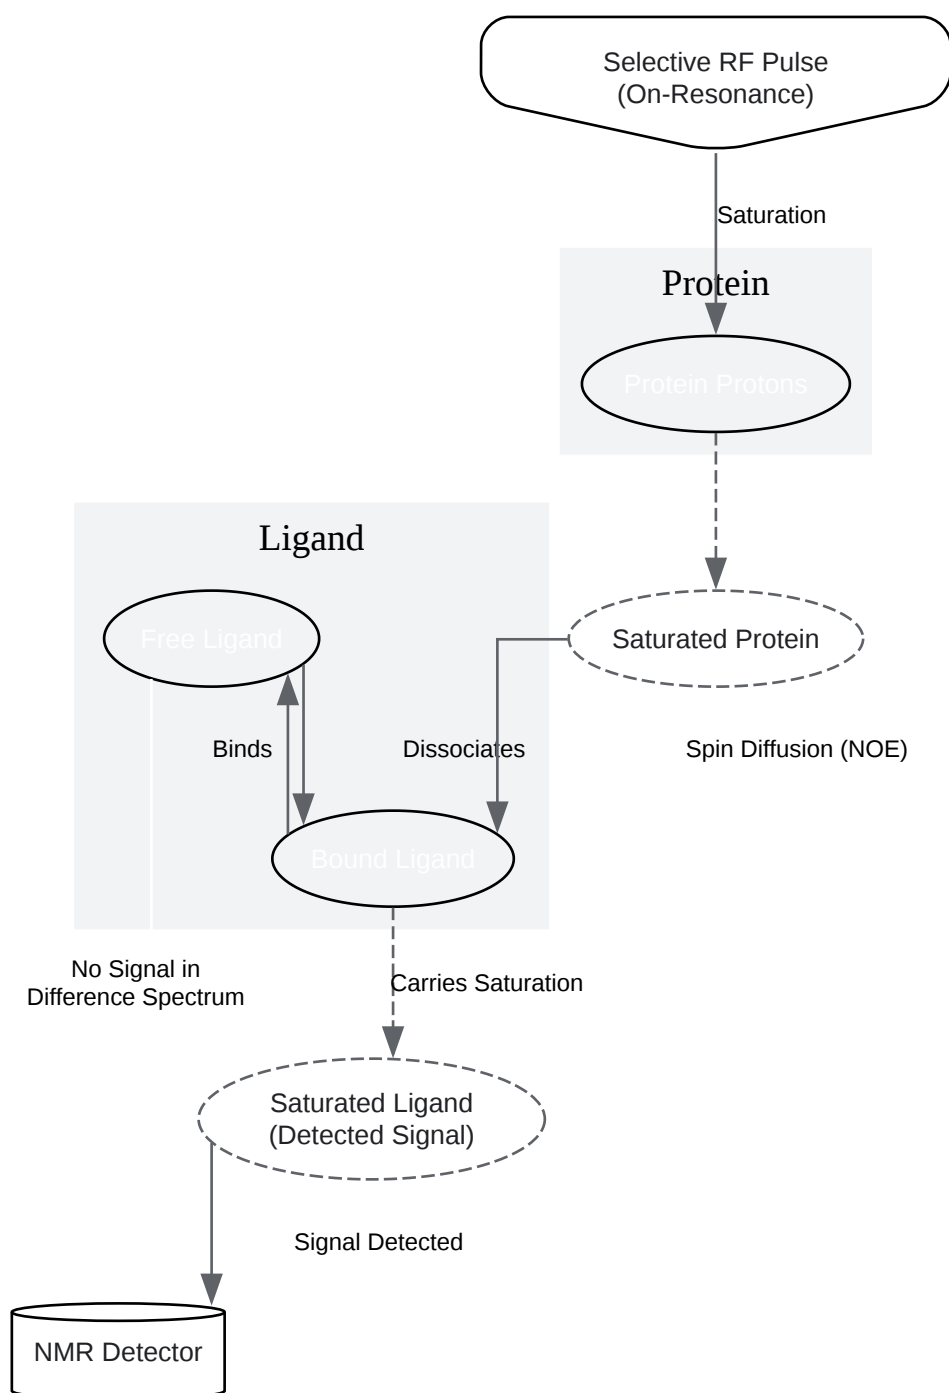 Selective RF Pulse
(On-Resonance)
Saturation
Protein
Protein Protons
Ligand
Free Ligand
Saturated Protein
Binds
Dissociates
Spin Diffusion (NOE)
Bound Ligand
No Signal in
Difference Spectrum
Carries Saturation
Saturated Ligand
(Detected Signal)
Signal Detected
NMR Detector